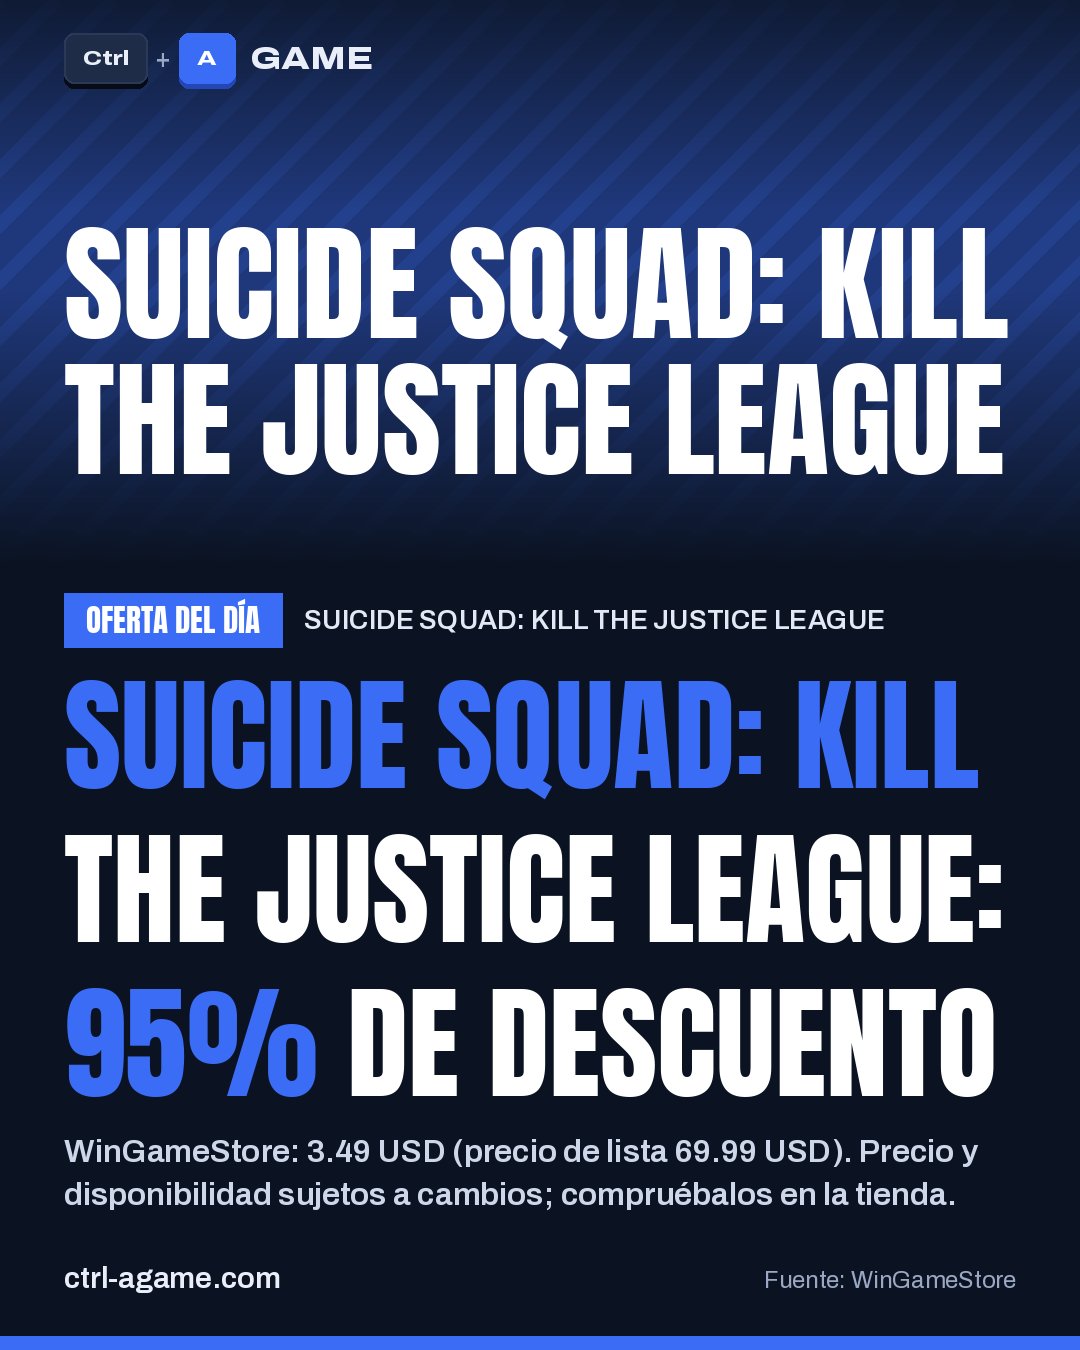 Ctrl + A GAME
SUICIDE SQUAD: KILL
THE JUSTICE LEAGUE
OFERTA DEL DÍA SUICIDE SQUAD: KILL THE JUSTICE LEAGUE
SUICIDE SQUAD: KILL
THE JUSTICE LEAGUE:
95% DE DESCUENTO
WinGameStore: 3.49 USD (precio de lista 69.99 USD). Precio y
disponibilidad sujetos a cambios; compruébalos en la tienda.
ctrl-agame.com Fuente: WinGameStore